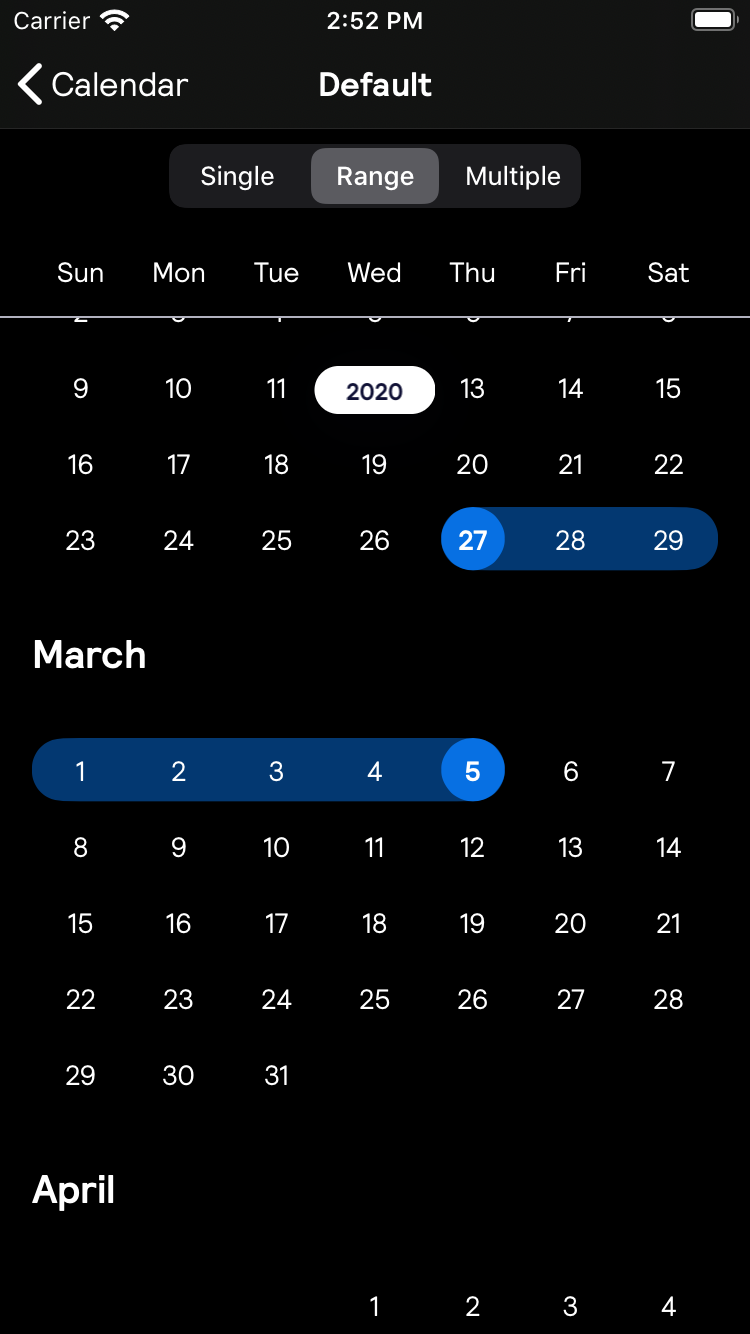 Carrier 2:52 PM
Calendar Default
Single Range Multiple
Sun Mon Tue Wed Thu Fri Sat
9 10 11 2020 13 14 15
16 17 18 19 20 21 22
23 24 25 26 27 28 29
March
1 2 3 4 5 6 7
8 9 10 11 12 13 14
15 16 17 18 19 20 21
22 23 24 25 26 27 28
29 30 31
April
1 2 3 4